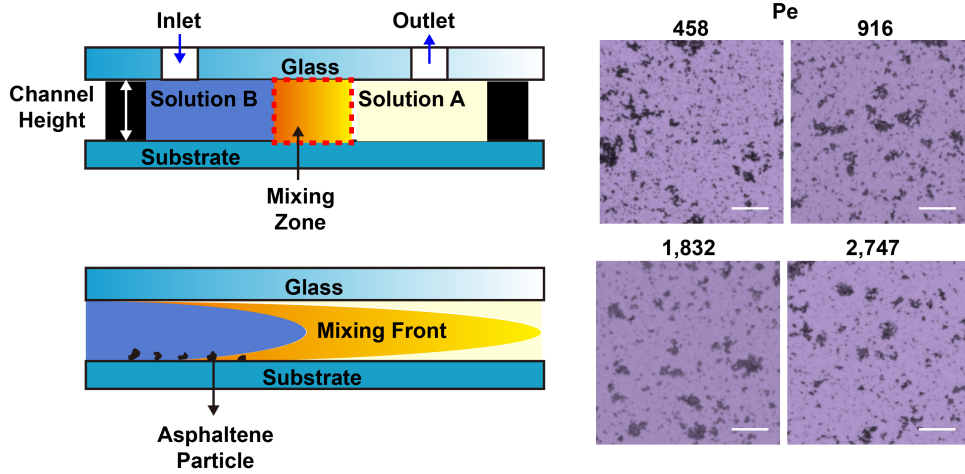 Inlet
Outlet
Glass
Channel
Height
Solution B
Solution A
Substrate
Mixing
Zone
Glass
Mixing Front
Substrate
Asphaltene
Particle
Pe
458
916
1,832
2,747